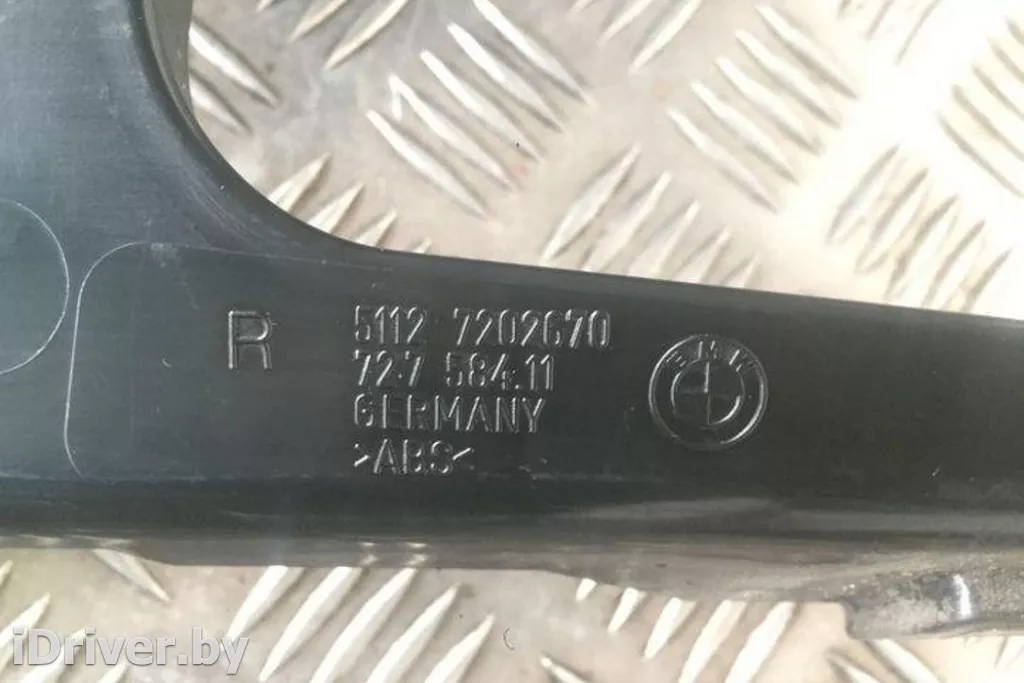 R
5112 7202670
72.7 584.11
GERMANY
>ABS<
BMW
iDriver.by